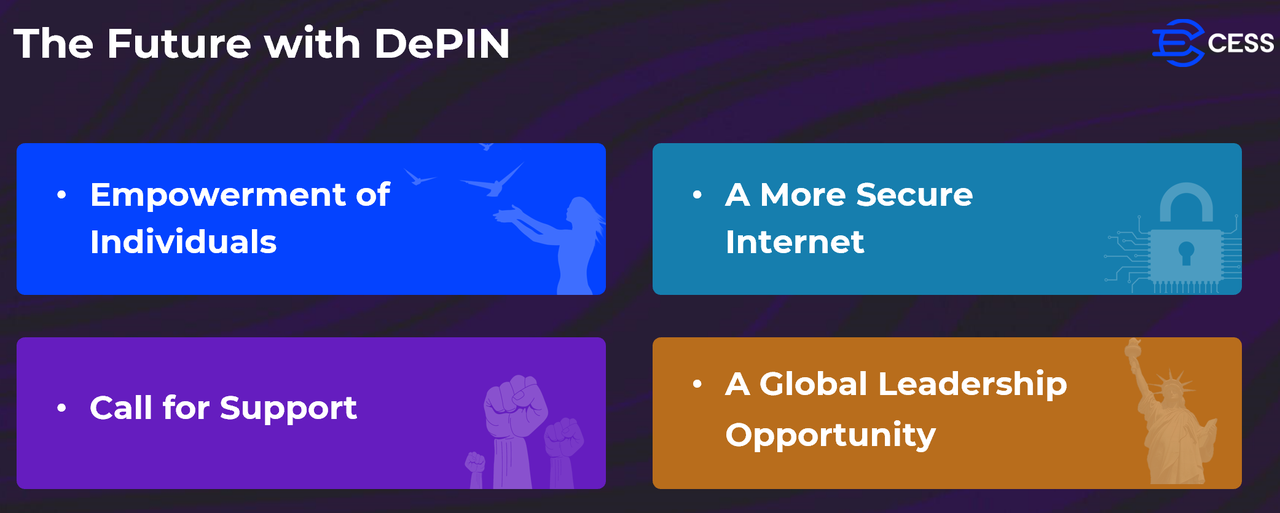 The Future with DePIN
CESS
• Empowerment of
Individuals
• A More Secure
Internet
• Call for Support
• A Global Leadership
Opportunity